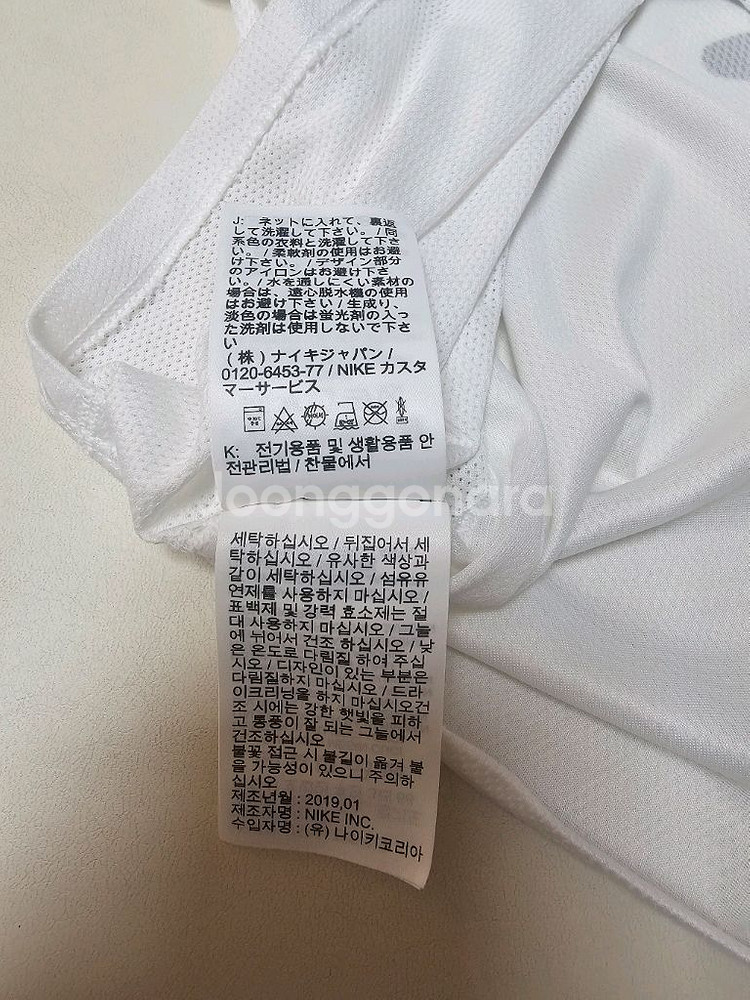 J: ネットに入れて、裏返
して洗濯して下さい。/同
系色の衣料と洗濯して下さ
い。/柔軟剤の使用はお避
け下さい。/デザイン部分
のアイロンはお避け下さ
い。/水を通しにくい素材の
場合は、遠心脱水機の使用
はお避け下さい/生成り、
淡色の場合は蛍光剤の入っ
た洗剤は使用しないで下さ
い
(株)ナイキジャパン/
0120-6453-77 / NIKE カスタ
マーサービス
K: 전기용품 및 생활용품 안
전관리법 / 찬물에서
Joonggonara
세탁하십시오 / 뒤집어서 세
탁하십시오 / 유사한 색상과
같이 세탁하십시오 / 섬유유
연제를 사용하지 마십시오 /
표백제 및 강력 효소제는 절
대 사용하지 마십시오 / 그늘
에 뉘어서 건조 하십시오 / 낮
은 온도로 다림질 하여 주십
시오 / 디자인이 있는 부분은
다림질하지 마십시오 / 드라
이크리닝을 하지 마십시오건
조 시에는 강한 햇빛을 피하
고 통풍이 잘 되는 그늘에서
건조하십시오
불꽃 접근 시 불길이 옮겨 붙
을 가능성이 있으니 주의하
십시오
제조년월 : 2019,01
제조자명 : NIKE INC.
수입자명 : (유) 나이키코리아